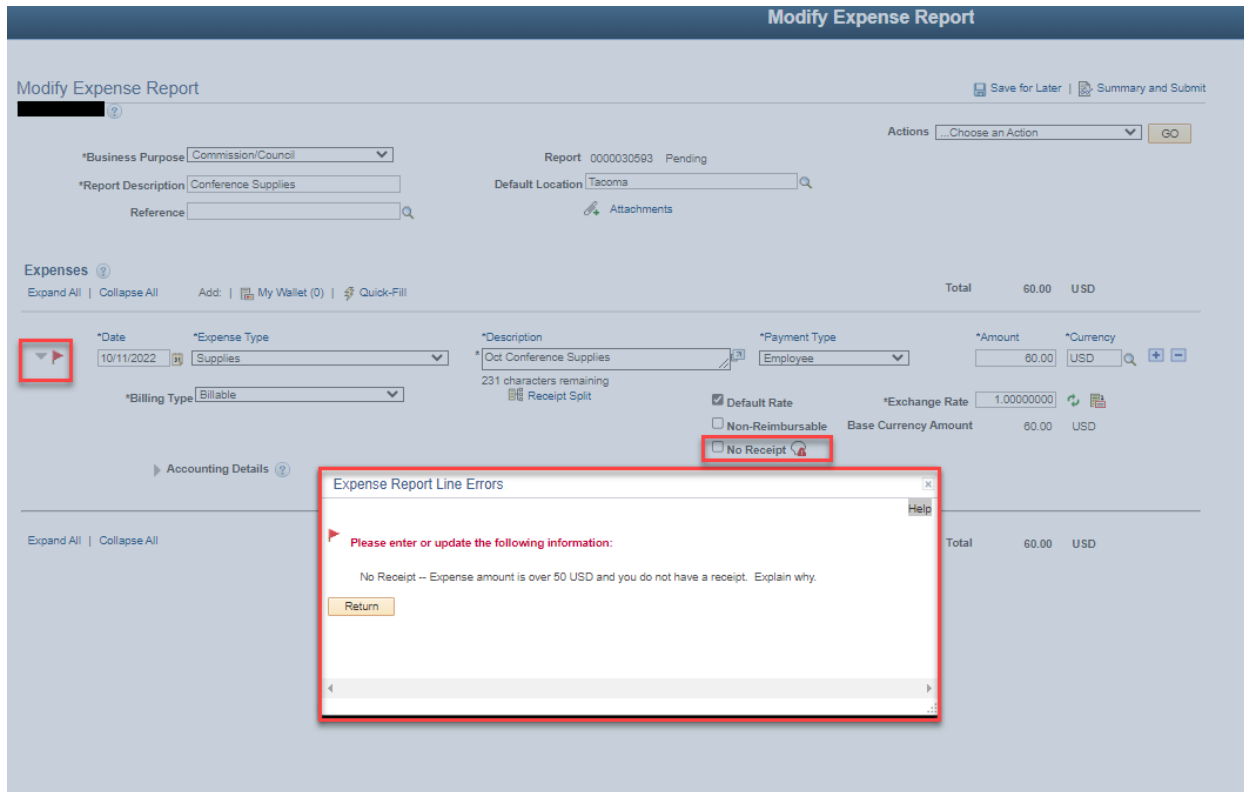 Modify Expense Report
Modify Expense Report
Save for Later | Summary and Submit
Actions ...Choose an Action GO
*Business Purpose Commission/Council
Report 0000030593 Pending
*Report Description Conference Supplies
Default Location Tacoma
Reference
Attachments
Expenses
Expand All | Collapse All Add: | My Wallet (0) | Quick-Fill
Total 60.00 USD
*Date *Expense Type *Description *Payment Type *Amount *Currency
10/11/2022 Supplies * Oct Conference Supplies Employee 60.00 USD
231 characters remaining
*Billing Type Billable
Receipt Split
Default Rate *Exchange Rate 1.00000000
Non-Reimbursable Base Currency Amount 60.00 USD
No Receipt
Accounting Details
Expense Report Line Errors
Help
Please enter or update the following information:
No Receipt -- Expense amount is over 50 USD and you do not have a receipt. Explain why.
Return
Expand All | Collapse All
Total 60.00 USD